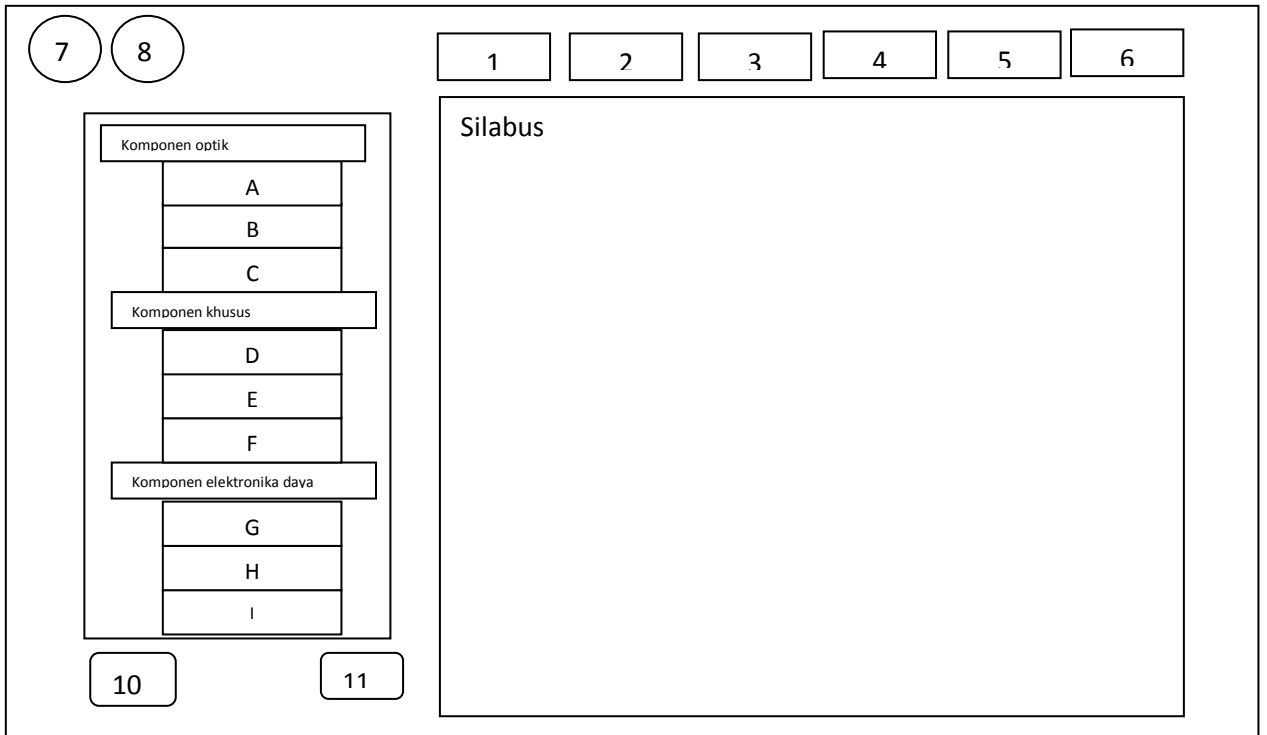 7 8 1 2 3 4 5 6
Silabus
Komponen optik
A
B
C
Komponen khusus
D
E
F
Komponen elektronika daya
G
H
I
10 11